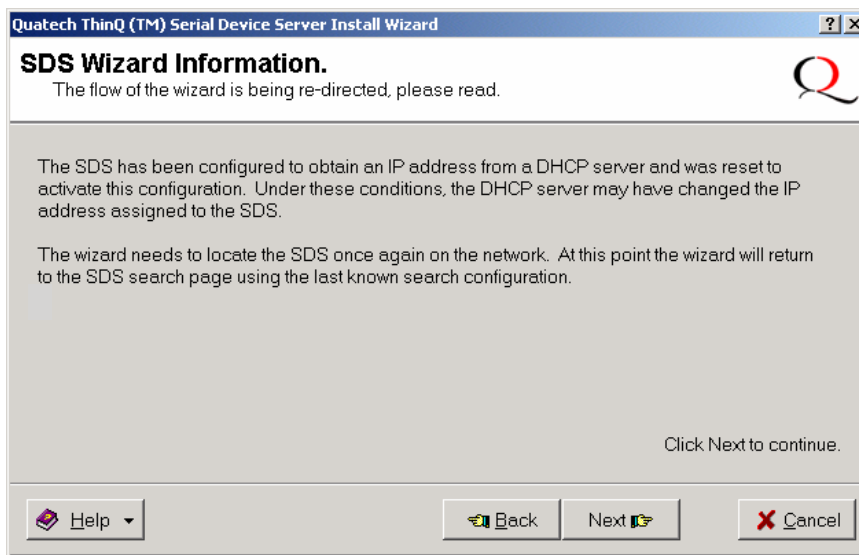 Quatech ThinQ (TM) Serial Device Server Install Wizard
SDS Wizard Information.
The flow of the wizard is being re-directed, please read.
The SDS has been configured to obtain an IP address from a DHCP server and was reset to
activate this configuration.  Under these conditions, the DHCP server may have changed the IP
address assigned to the SDS.
The wizard needs to locate the SDS once again on the network.  At this point the wizard will return
to the SDS search page using the last known search configuration.
Click Next to continue.
Help
Back
Next
Cancel